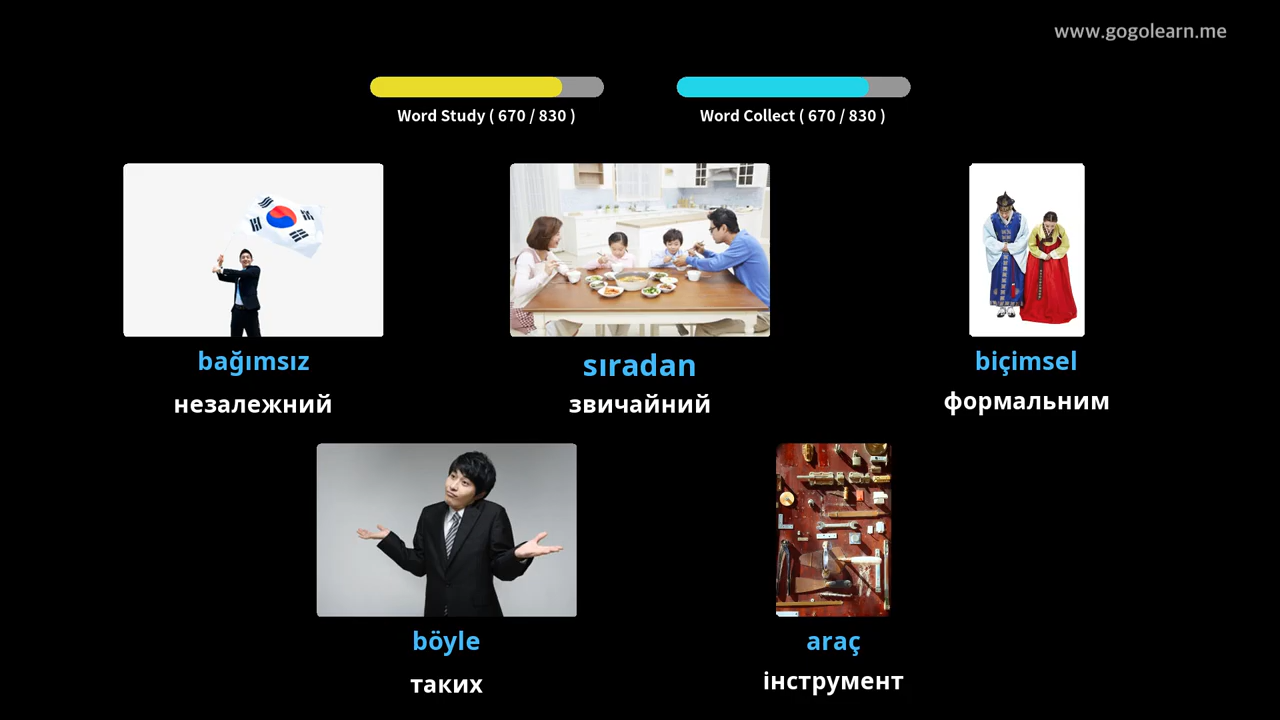 www.gogolearn.me
Word Study ( 670 / 830 )
Word Collect ( 670 / 830 )
bağımsız
незалежний
sıradan
звичайний
biçimsel
формальним
böyle
таких
araç
інструмент